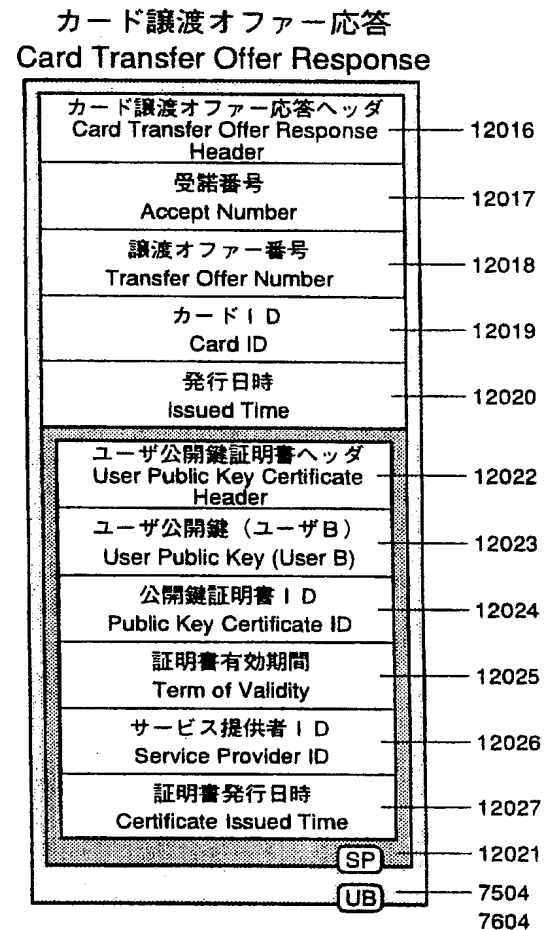 カード譲渡オファー応答
Card Transfer Offer Response
カード譲渡オファー応答ヘッダ
Card Transfer Offer Response
Header
12016
受諾番号
Accept Number
12017
譲渡オファー番号
Transfer Offer Number
12018
カードID
Card ID
12019
発行日時
Issued Time
12020
ユーザ公開鍵証明書ヘッダ
User Public Key Certificate
Header
12022
ユーザ公開鍵（ユーザB）
User Public Key (User B)
12023
公開鍵証明書ID
Public Key Certificate ID
12024
証明書有効期間
Term of Validity
12025
サービス提供者ID
Service Provider ID
12026
証明書発行日時
Certificate Issued Time
12027
SP
12021
UB
7504
7604